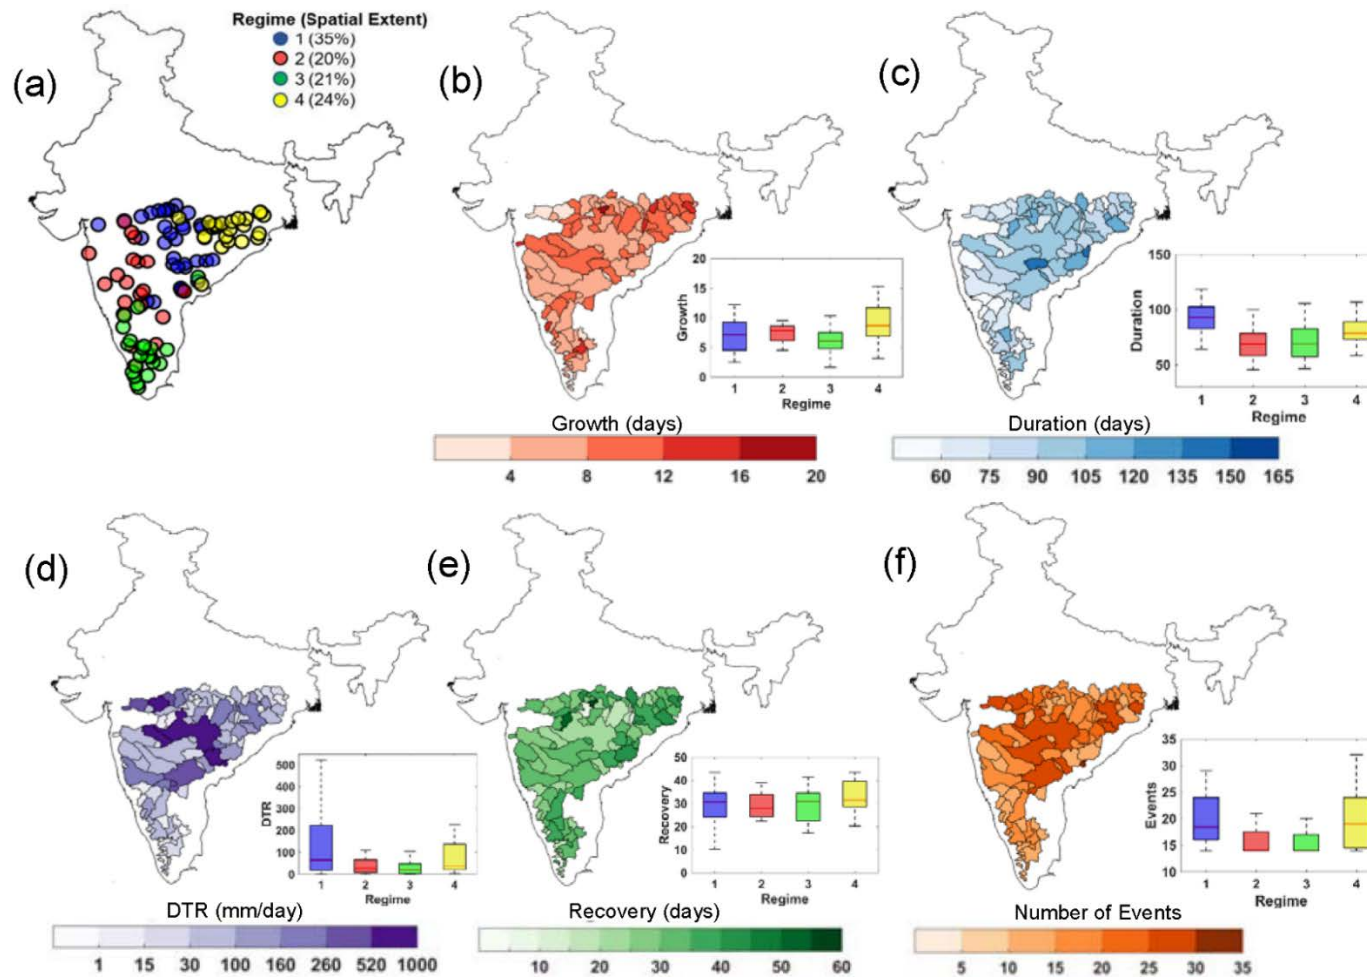 Regime (Spatial Extent)
1 (35%)
2 (20%)
3 (21%)
4 (24%)
(a)
(b)
(c)
20
15
10
5
0
Growth
1 2 3 4
Regime
150
100
50
Duration
1 2 3 4
Regime
Growth (days)
4 8 12 16 20
Duration (days)
60 75 90 105 120 135 150 165
(d)
(e)
(f)
500
400
300
200
100
0
DTR
1 2 3 4
Regime
50
40
30
20
10
0
Recovery
1 2 3 4
Regime
35
30
25
20
15
10
Events
1 2 3 4
Regime
DTR (mm/day)
1 15 30 100 160 260 520 1000
Recovery (days)
10 20 30 40 50 60
Number of Events
5 10 15 20 25 30 35